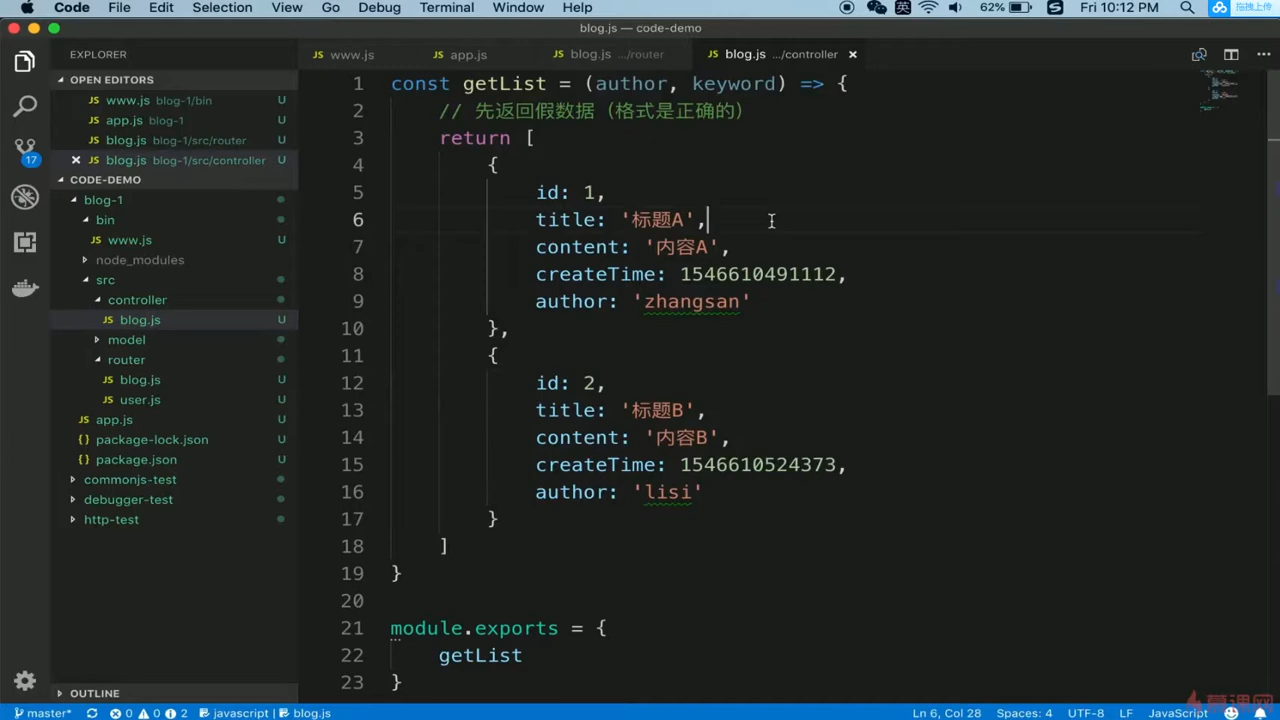 Code File Edit Selection View Go Debug Terminal Window Help 英 62% Fri 10:12 PM 拖拽上传
blog.js — code-demo
EXPLORER
www.js app.js blog.js .../router blog.js .../controller
OPEN EDITORS
www.js blog-1/bin U
app.js blog-1 U
blog.js blog-1/src/router U
blog.js blog-1/src/controller U
CODE-DEMO
blog-1
bin
www.js U
node_modules
src
controller
blog.js U
model
router
blog.js U
user.js U
app.js U
package-lock.json U
package.json U
commonjs-test
debugger-test
http-test
OUTLINE
17
1 const getList = (author, keyword) => {
2 // 先返回假数据（格式是正确的）
3 return [
4 {
5 id: 1,
6 title: '标题A',
7 content: '内容A',
8 createTime: 1546610491112,
9 author: 'zhangsan'
10 },
11 {
12 id: 2,
13 title: '标题B',
14 content: '内容B',
15 createTime: 1546610524373,
16 author: 'lisi'
17 }
18 ]
19 }
20
21 module.exports = {
22 getList
23 }
慕课网
master* 0 0 2 javascript | blog.js Ln 6, Col 28 Spaces: 4 UTF-8 LF JavaScript